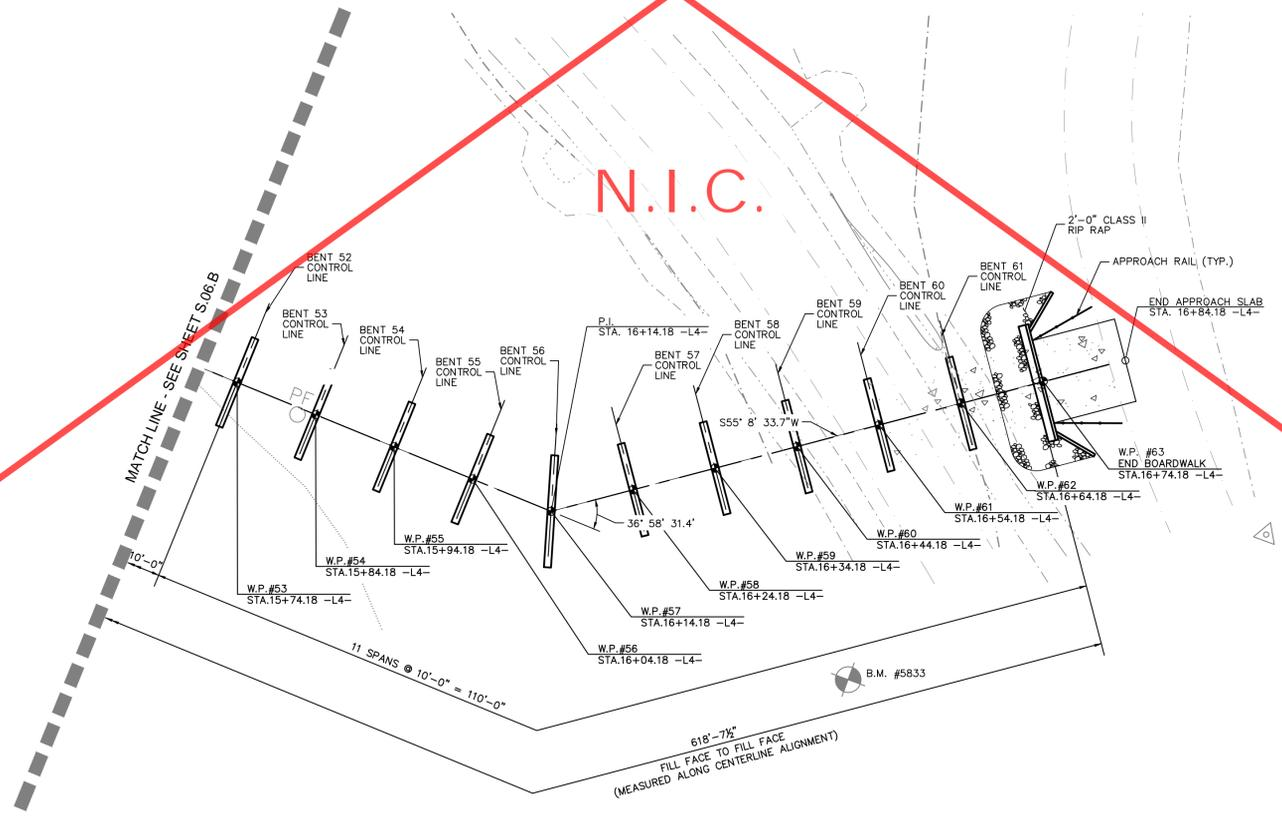 N.I.C.
MATCH LINE - SEE SHEET S.06.B
BENT 52
CONTROL
LINE
BENT 53
CONTROL
LINE
BENT 54
CONTROL
LINE
BENT 55
CONTROL
LINE
BENT 56
CONTROL
LINE
P.I.
STA. 16+14.18 -L4-
BENT 57
CONTROL
LINE
BENT 58
CONTROL
LINE
BENT 59
CONTROL
LINE
BENT 60
CONTROL
LINE
BENT 61
CONTROL
LINE
2'-0" CLASS II
RIP RAP
APPROACH RAIL (TYP.)
END APPROACH SLAB
STA. 16+84.18 -L4-
PF
S55° 8' 33.7"W
36° 58' 31.4'
W.P. #63
END BOARDWALK
STA.16+74.18 -L4-
W.P.#62
STA.16+64.18 -L4-
W.P.#61
STA.16+54.18 -L4-
W.P.#60
STA.16+44.18 -L4-
W.P.#59
STA.16+34.18 -L4-
W.P.#58
STA.16+24.18 -L4-
W.P.#57
STA.16+14.18 -L4-
W.P.#56
STA.16+04.18 -L4-
W.P.#55
STA.15+94.18 -L4-
W.P.#54
STA.15+84.18 -L4-
W.P.#53
STA.15+74.18 -L4-
10'-0"
11 SPANS @ 10'-0" = 110'-0"
B.M. #5833
618'-7½"
FILL FACE TO FILL FACE
(MEASURED ALONG CENTERLINE ALIGNMENT)